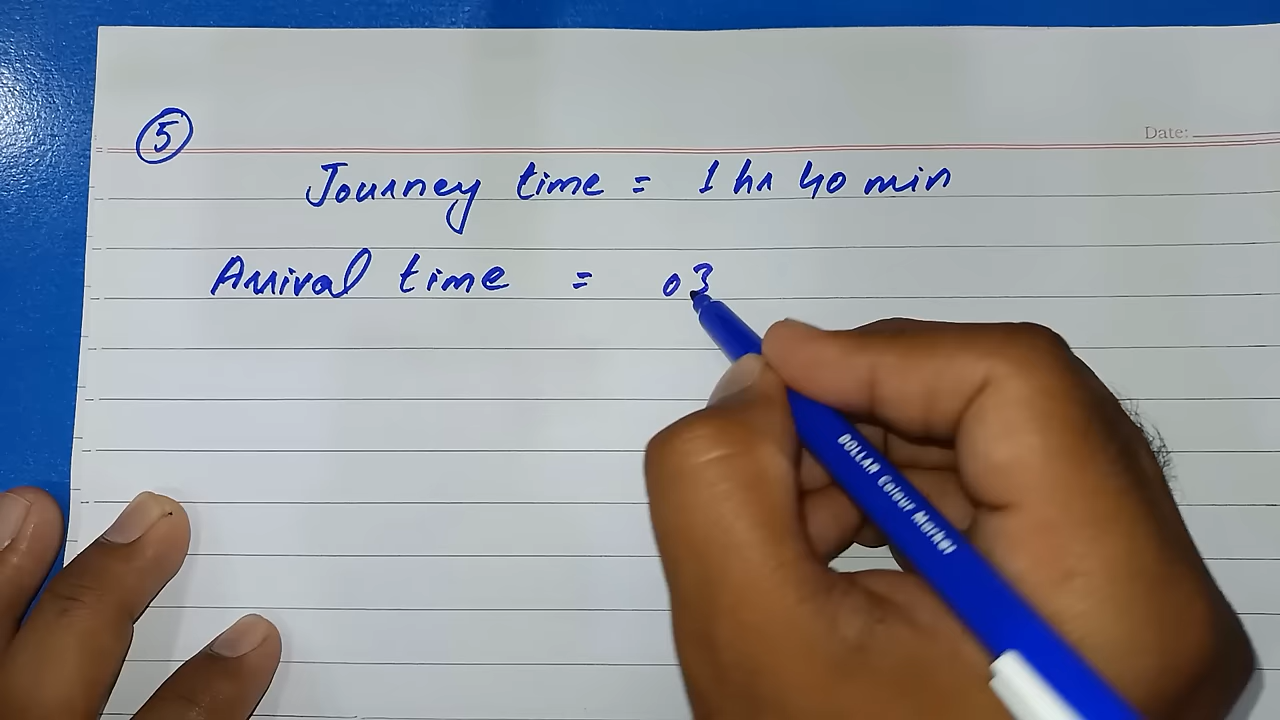 Date:
5
Journey time = 1 hr 40 min
Arrival time = 03
DOLLAR Colour Marker